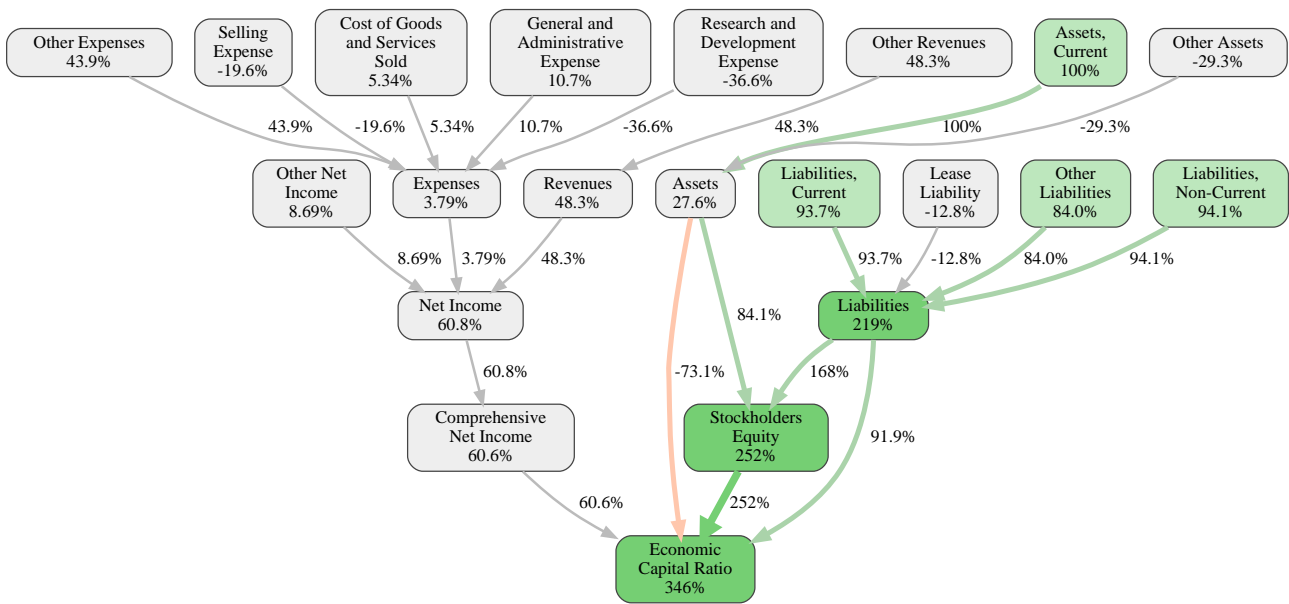 Other Expenses
43.9%
Selling
Expense
-19.6%
Cost of Goods
and Services
Sold
5.34%
General and
Administrative
Expense
10.7%
Research and
Development
Expense
-36.6%
Other Revenues
48.3%
Assets,
Current
100%
Other Assets
-29.3%
43.9%
-19.6%
5.34%
10.7%
-36.6%
48.3%
100%
-29.3%
Other Net
Income
8.69%
Expenses
3.79%
Revenues
48.3%
Assets
27.6%
Liabilities,
Current
93.7%
Lease
Liability
-12.8%
Other
Liabilities
84.0%
Liabilities,
Non-Current
94.1%
8.69%
3.79%
48.3%
93.7%
-12.8%
84.0%
94.1%
Net Income
60.8%
84.1%
Liabilities
219%
60.8%
-73.1%
168%
Comprehensive
Net Income
60.6%
Stockholders
Equity
252%
91.9%
60.6%
252%
Economic
Capital Ratio
346%